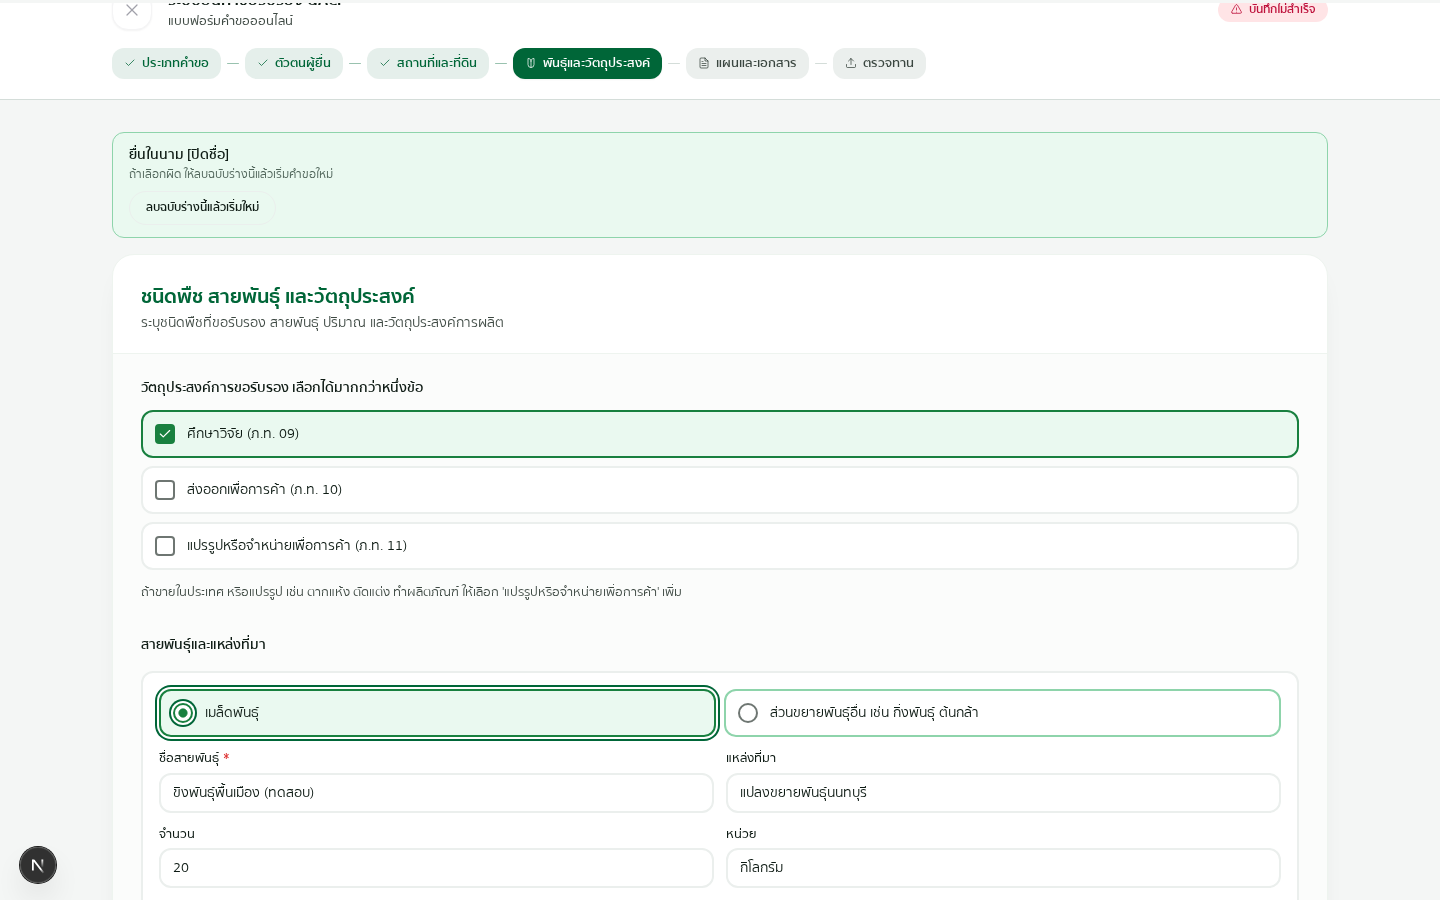 แบบฟอร์มคำขอออนไลน์
บันทึกไม่สำเร็จ
ประเภทคำขอ
ตัวตนผู้ยื่น
สถานที่และที่ดิน
พันธุ์และวัตถุประสงค์
แผนและเอกสาร
ตรวจทาน
ยื่นในนาม [ปิดชื่อ]
ถ้าเลือกผิด ให้ลบฉบับร่างนี้แล้วเริ่มคำขอใหม่
ลบฉบับร่างนี้แล้วเริ่มใหม่
ชนิดพืช สายพันธุ์ และวัตถุประสงค์
ระบุชนิดพืชที่ขอรับรอง สายพันธุ์ ปริมาณ และวัตถุประสงค์การผลิต
วัตถุประสงค์การขอรับรอง เลือกได้มากกว่าหนึ่งข้อ
ศึกษาวิจัย (ภ.ท. 09)
ส่งออกเพื่อการค้า (ภ.ท. 10)
แปรรูปหรือจำหน่ายเพื่อการค้า (ภ.ท. 11)
ถ้าขายในประเทศ หรือแปรรูป เช่น ตากแห้ง ตัดแต่ง ทำผลิตภัณฑ์ ให้เลือก 'แปรรูปหรือจำหน่ายเพื่อการค้า' เพิ่ม
สายพันธุ์และแหล่งที่มา
เมล็ดพันธุ์
ส่วนขยายพันธุ์อื่น เช่น กิ่งพันธุ์ ต้นกล้า
ชื่อสายพันธุ์ *
แหล่งที่มา
ขิงพันธุ์พื้นเมือง (ทดสอบ)
แปลงขยายพันธุ์นนทบุรี
จำนวน
หน่วย
20
กิโลกรัม
N